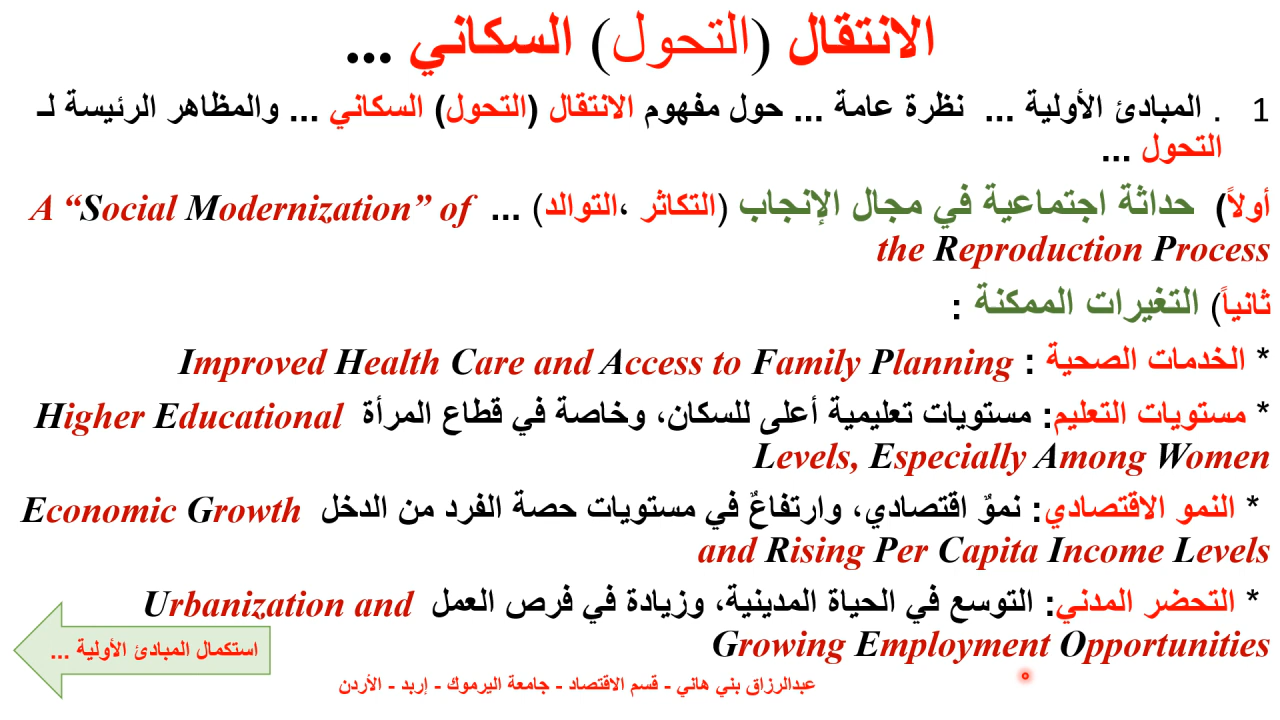 الانتقال (التحول) السكاني ...
1 . المبادئ الأولية ... نظرة عامة ... حول مفهوم الانتقال (التحول) السكاني ... والمظاهر الرئيسة لـ
التحول ...
أولاً) حداثة اجتماعية في مجال الإنجاب (التكاثر ،التوالد) ... A “Social Modernization” of
the Reproduction Process
ثانياً) التغيرات الممكنة :
* الخدمات الصحية : Improved Health Care and Access to Family Planning
* مستويات التعليم: مستويات تعليمية أعلى للسكان، وخاصة في قطاع المرأة Higher Educational
Levels, Especially Among Women
* النمو الاقتصادي: نموٌ اقتصادي، وارتفاعٌ في مستويات حصة الفرد من الدخل Economic Growth
and Rising Per Capita Income Levels
* التحضر المدني: التوسع في الحياة المدينية، وزيادة في فرص العمل Urbanization and
Growing Employment Opportunities
استكمال المبادئ الأولية ...
عبدالرزاق بني هاني - قسم الاقتصاد - جامعة اليرموك - إربد - الأردن